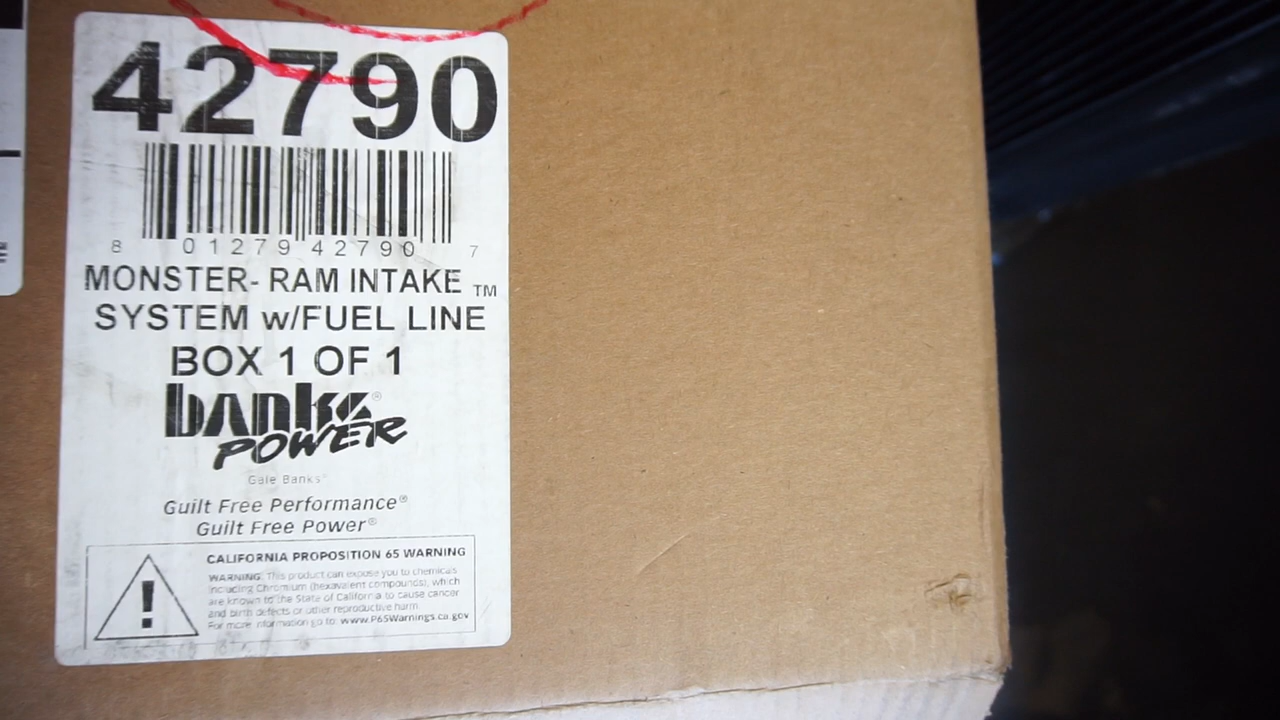 42790
8 01279 42790 7
MONSTER- RAM INTAKE TM
SYSTEM w/FUEL LINE
BOX 1 OF 1
banks®
POWER
Gale Banks®
Guilt Free Performance®
Guilt Free Power®
CALIFORNIA PROPOSITION 65 WARNING
WARNING: This product can expose you to chemicals
including Chromium (hexavalent compounds), which
are known to the State of California to cause cancer
and birth defects or other reproductive harm.
For more information go to: www.P65Warnings.ca.gov